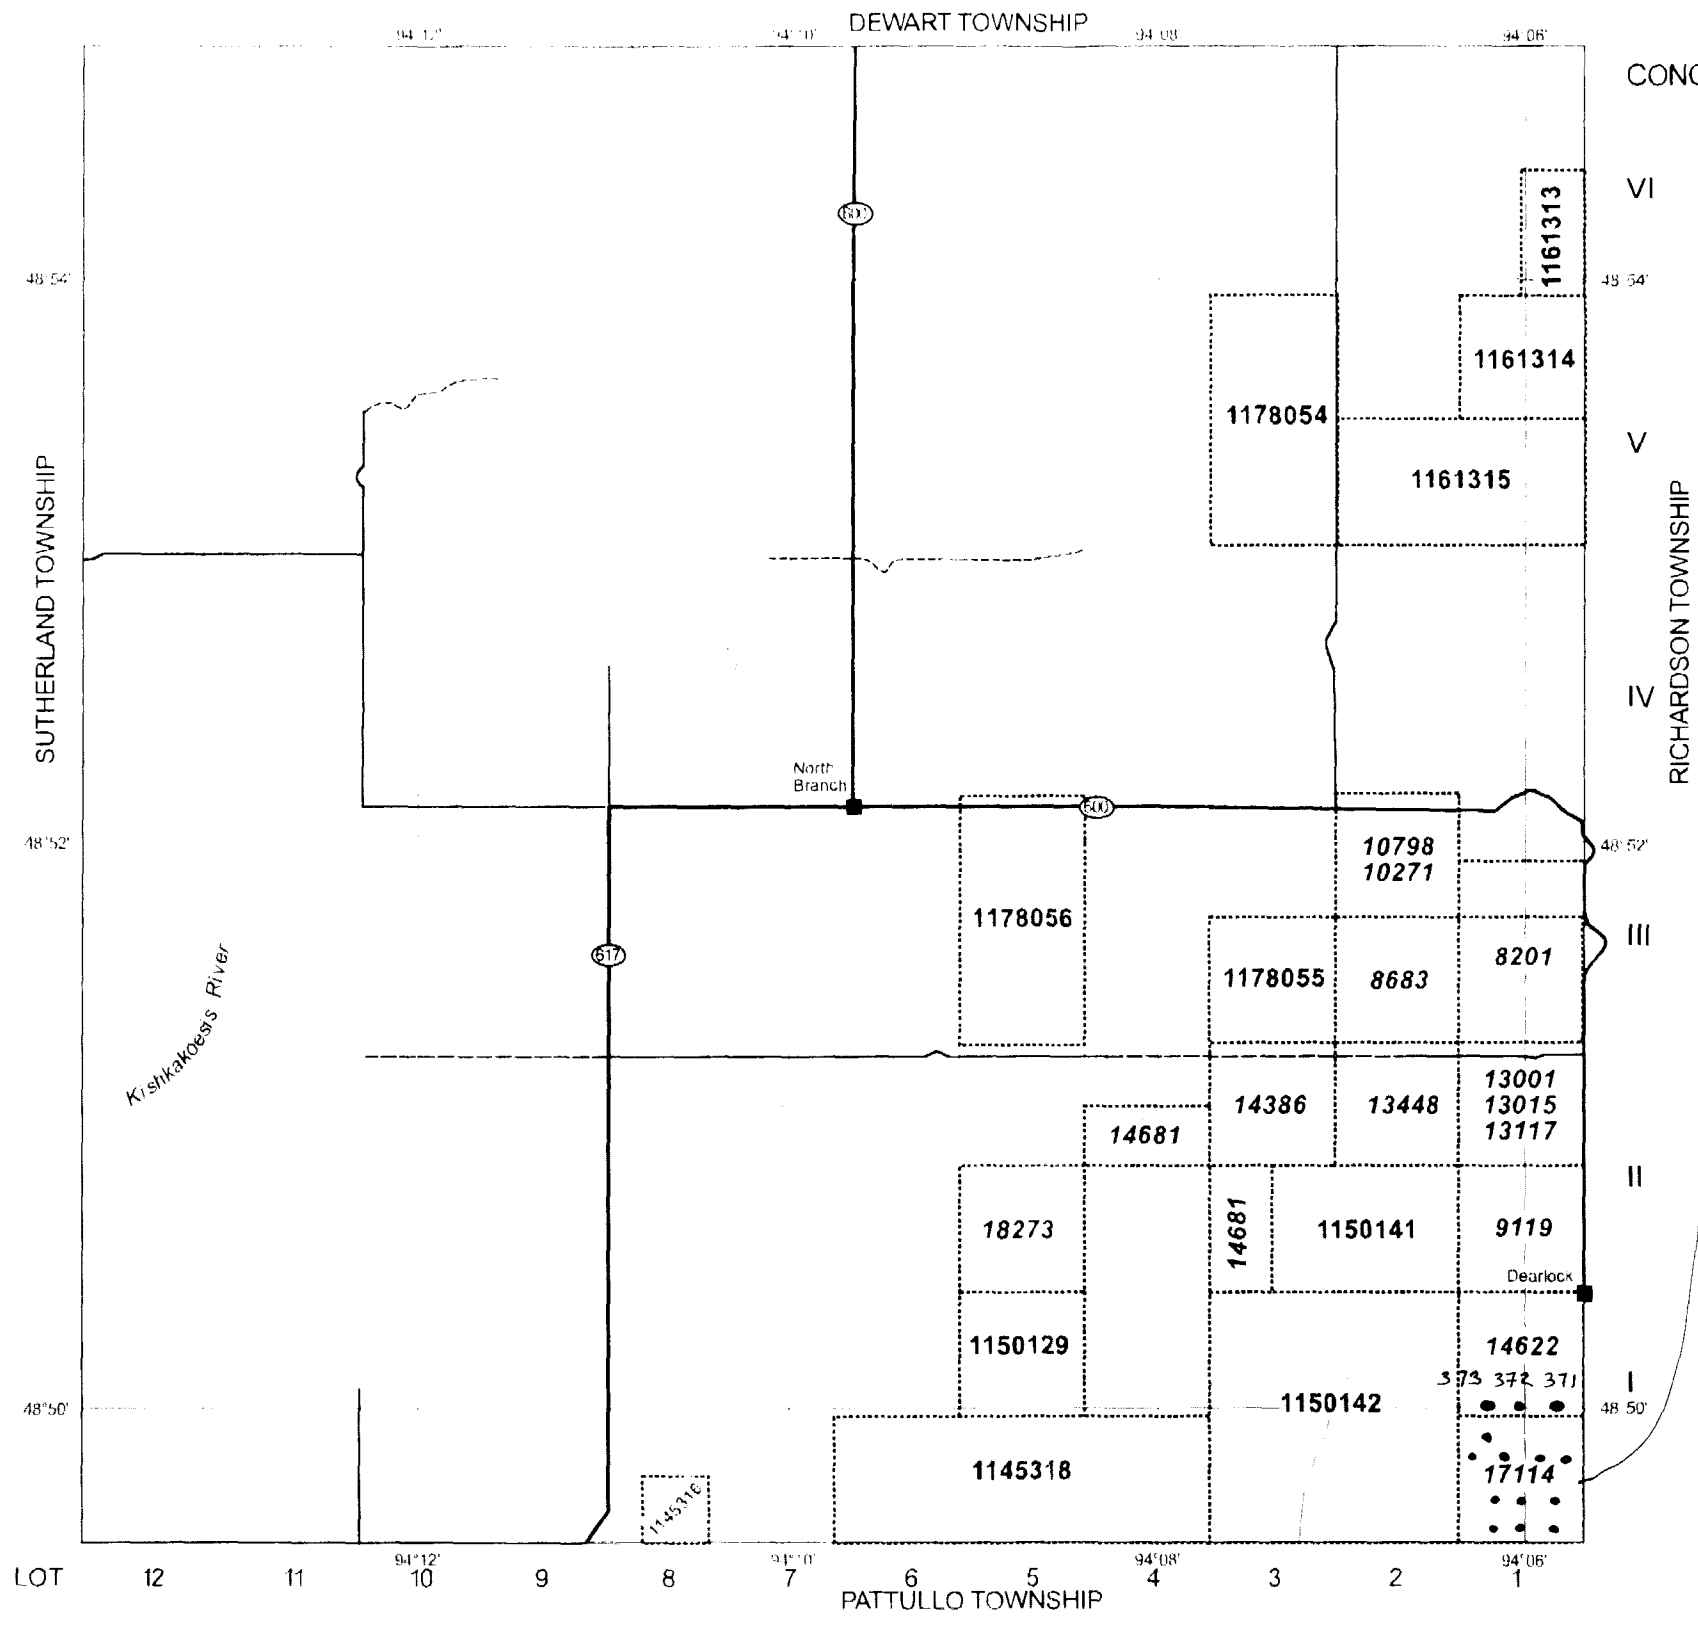 DEWART TOWNSHIP
94°12'
94°10'
94°08'
94°06'
CONC
VI
1161313
600
48°54'
48°54'
1161314
1178054
V
1161315
SUTHERLAND TOWNSHIP
RICHARDSON TOWNSHIP
IV
North
Branch
600
48°52'
48°52'
10798
10271
1178056
III
617
8201
1178055
8683
Kishkakoesis River
13001
13015
13117
14386
13448
14681
II
18273
14681
1150141
9119
Dearlock
1150129
14622
373 372 371
I
48°50'
48°50'
1150142
1145318
17114
1145316
94°12'
94°10'
94°08'
94°06'
LOT 12 11 10 9 8 7 6 5 4 3 2 1
PATTULLO TOWNSHIP